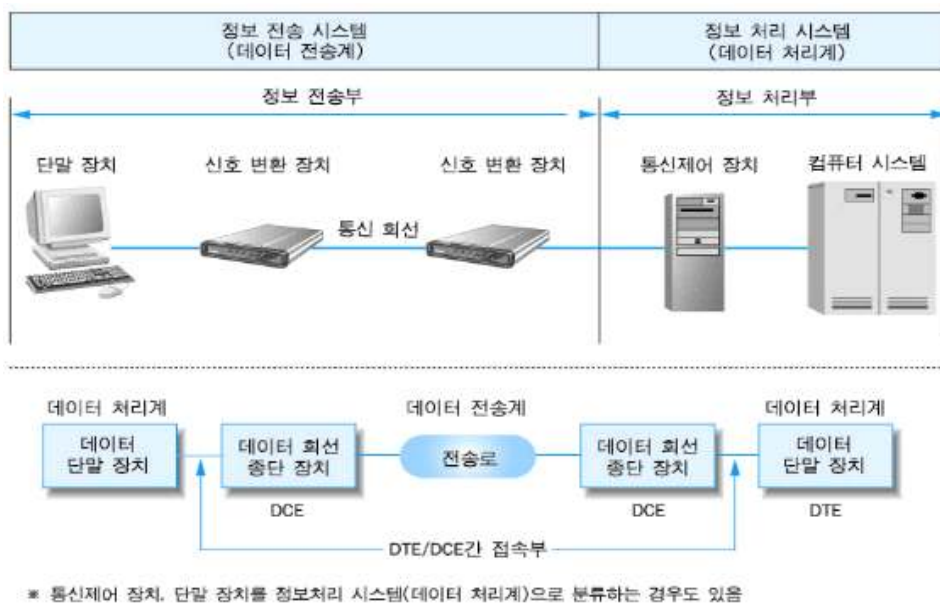 정보 전송 시스템
(데이터 전송계)
정보 처리 시스템
(데이터 처리계)
정보 전송부
정보 처리부
단말 장치
신호 변환 장치
신호 변환 장치
통신제어 장치
컴퓨터 시스템
통신 회선
데이터 처리계
데이터 전송계
데이터 처리계
데이터
단말 장치
데이터 회선
종단 장치
전송로
데이터 회선
종단 장치
데이터
단말 장치
DCE
DCE
DTE
DTE/DCE간 접속부
※ 통신제어 장치, 단말 장치를 정보처리 시스템(데이터 처리계)으로 분류하는 경우도 있음